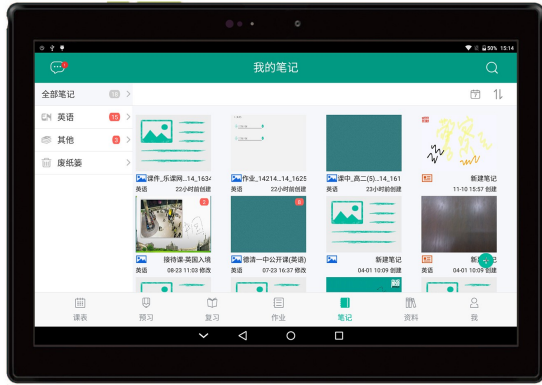 50% 15:14
我的笔记
全部笔记 18
7
英语 15
其他 3
废纸篓
课件_乐课网...14_1634
英语 22小时前创建
作业_14214...14_1625
英语 22小时前创建
课中_高二(5)...14_161
英语 23小时前创建
新建笔记
11-10 15:57 创建
2
接待课-英国入境
英语 08-23 11:03 修改
8
德清一中公开课(英语)
英语 07-23 16:37 修改
新建笔记
04-01 10:09 创建
新建笔记
英语 04-01 10:09 创建
课表
预习
复习
作业
笔记
资料
我